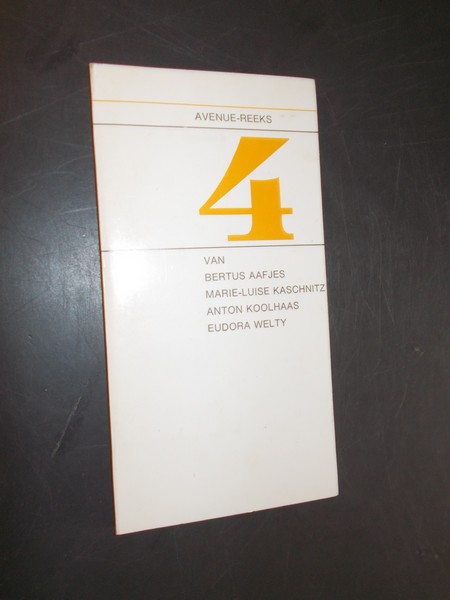 AVENUE-REEKS
4
VAN
BERTUS AAFJES
MARIE-LUISE KASCHNITZ
ANTON KOOLHAAS
EUDORA WELTY